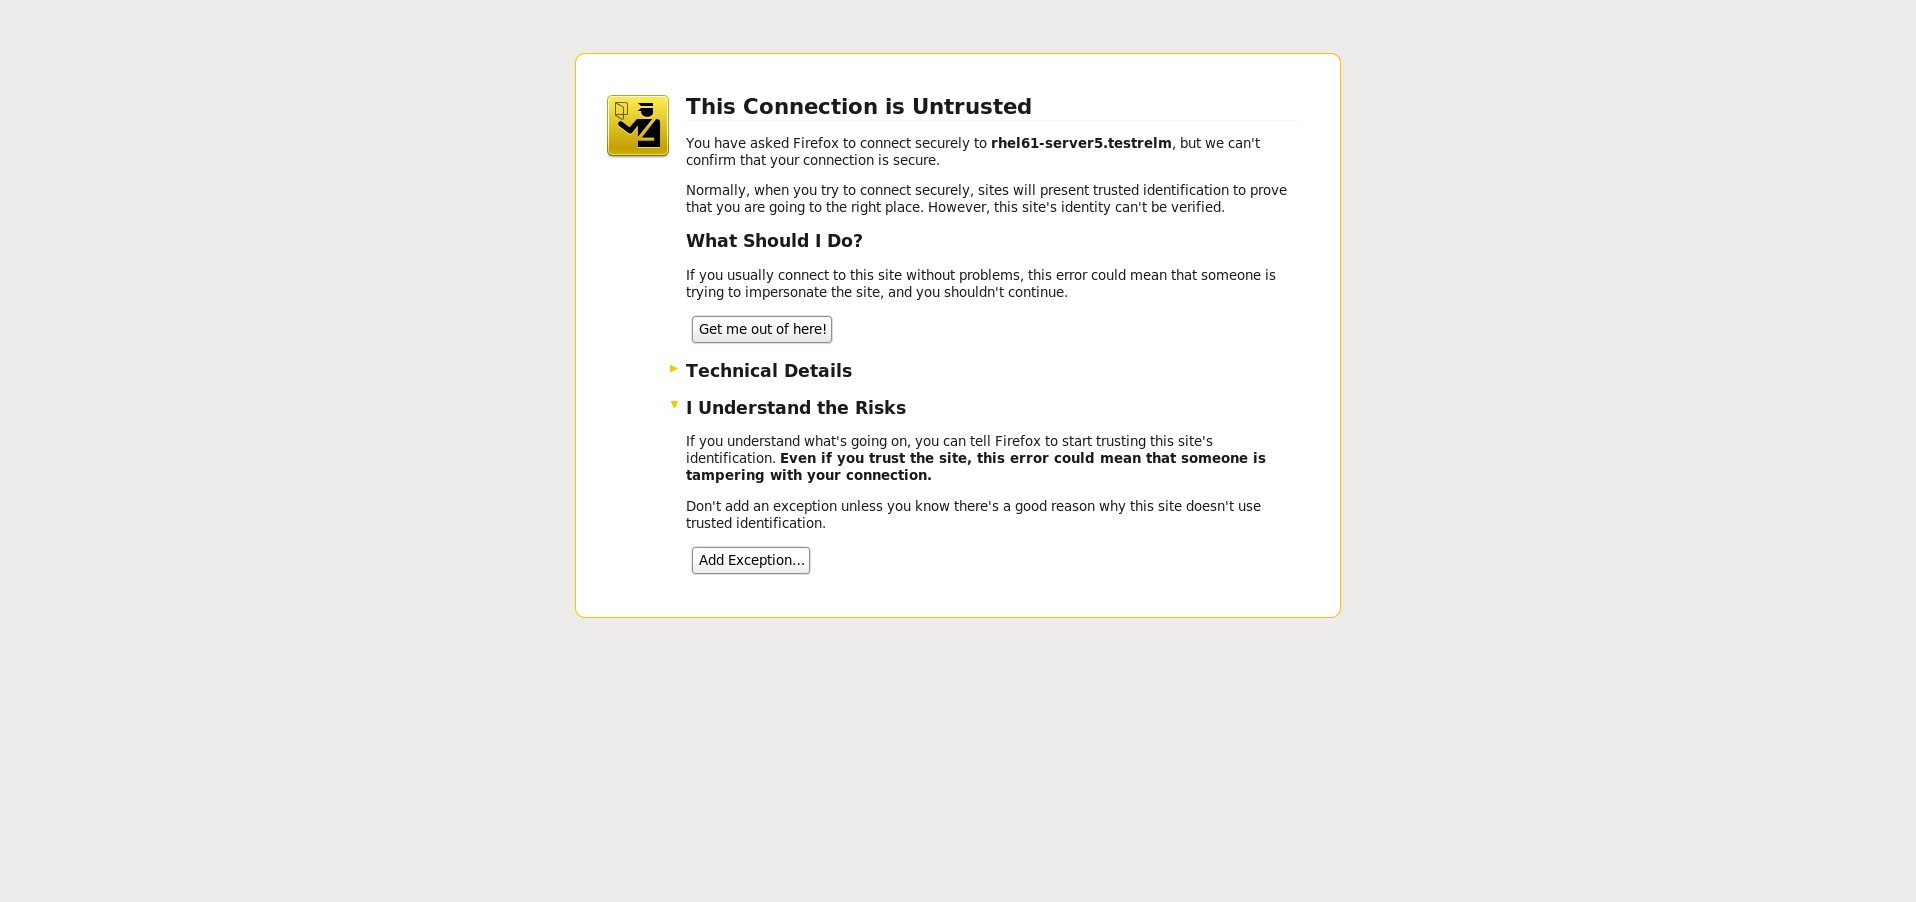 This Connection is Untrusted
You have asked Firefox to connect securely to rhel61-server5.testrelm, but we can't
confirm that your connection is secure.
Normally, when you try to connect securely, sites will present trusted identification to prove
that you are going to the right place. However, this site's identity can't be verified.
What Should I Do?
If you usually connect to this site without problems, this error could mean that someone is
trying to impersonate the site, and you shouldn't continue.
Get me out of here!
Technical Details
I Understand the Risks
If you understand what's going on, you can tell Firefox to start trusting this site's
identification. Even if you trust the site, this error could mean that someone is
tampering with your connection.
Don't add an exception unless you know there's a good reason why this site doesn't use
trusted identification.
Add Exception...